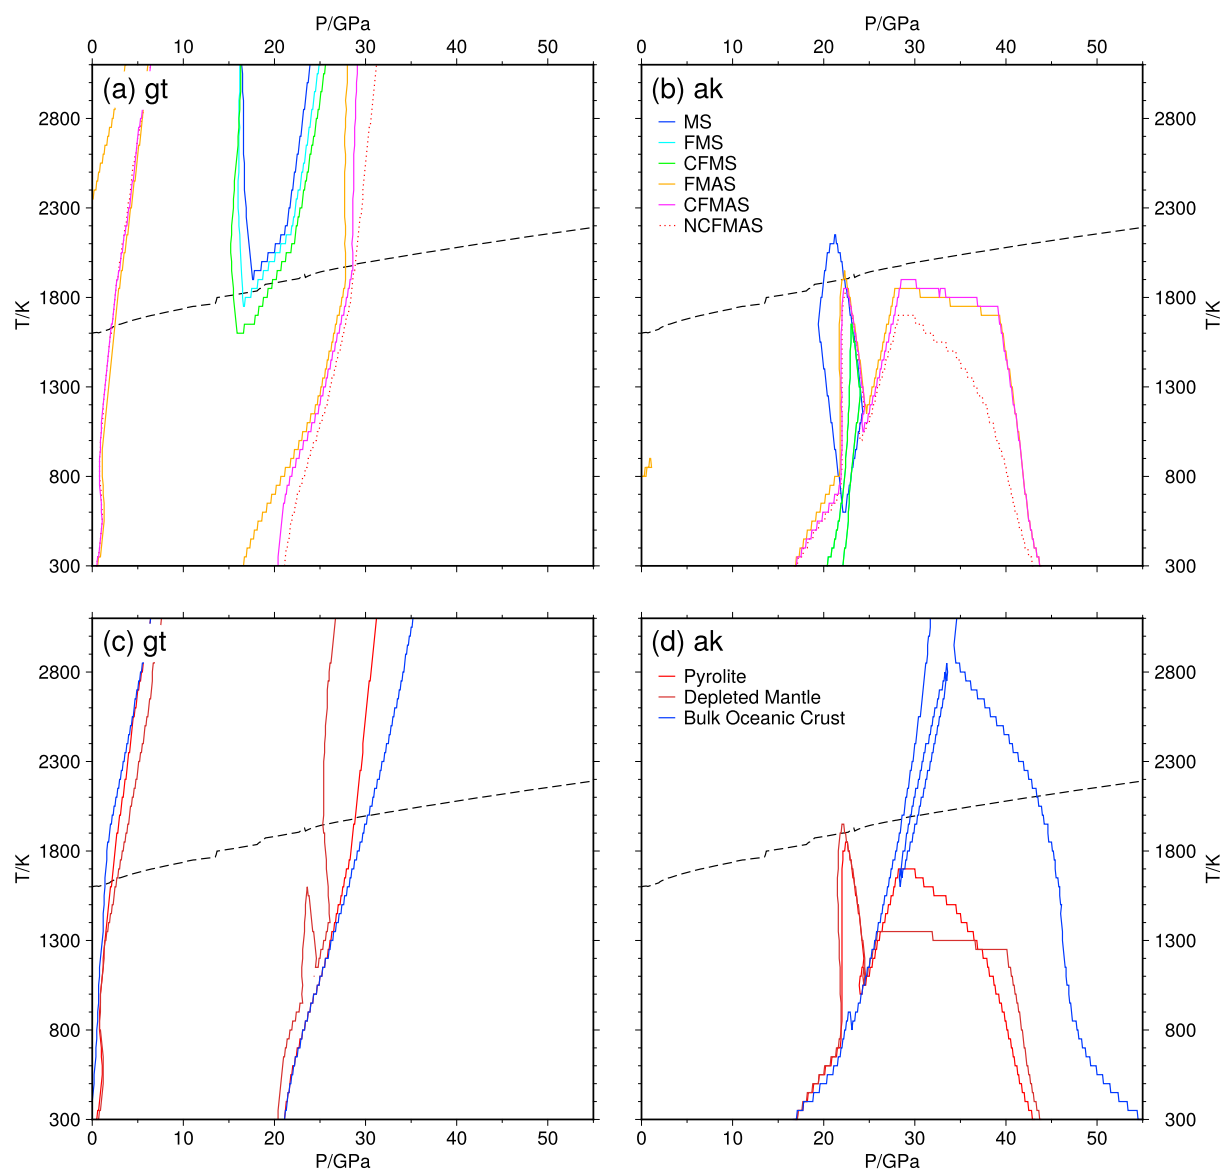 P/GPa P/GPa
0 10 20 30 40 50 0 10 20 30 40 50
(a) gt (b) ak
2800 MS 2800
FMS
CFMS
2300 FMAS 2300
CFMAS
NCFMAS
T/K 1800 1800 T/K
1300 1300
800 800
300 300
(c) gt (d) ak
2800 Pyrolite 2800
Depleted Mantle
Bulk Oceanic Crust
2300 2300
T/K 1800 1800 T/K
1300 1300
800 800
300 300
0 10 20 30 40 50 0 10 20 30 40 50
P/GPa P/GPa